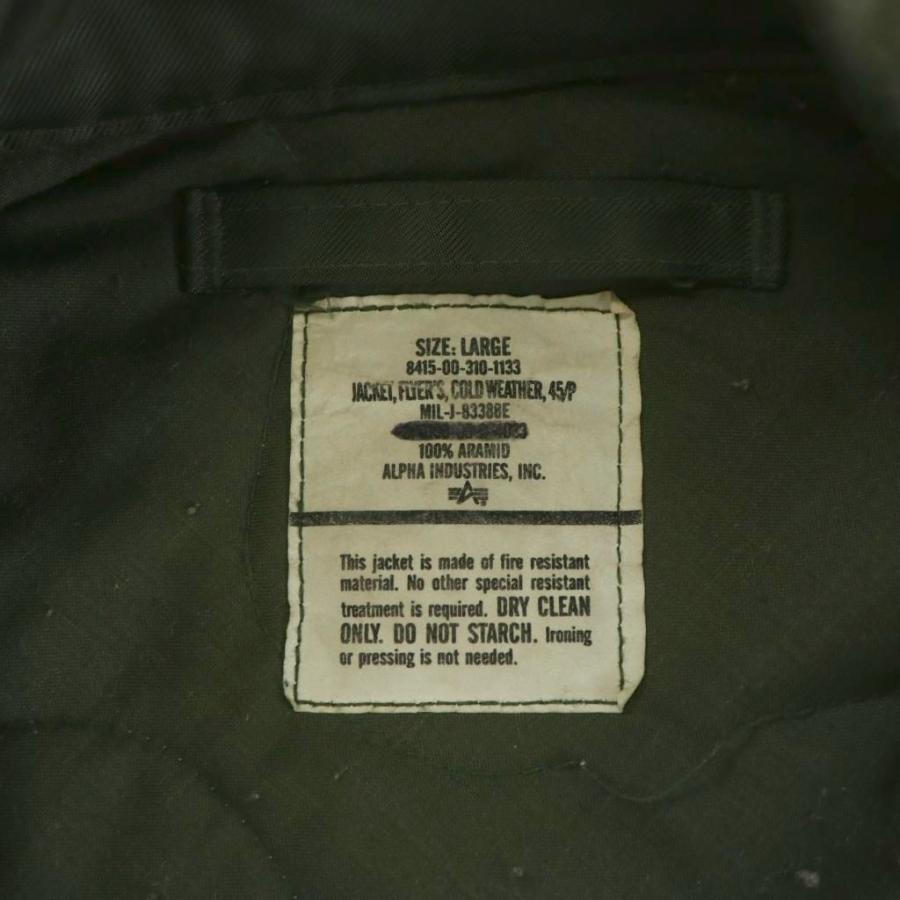 SIZE: LARGE
8415-00-310-1133
JACKET, FLYER'S, COLD WEATHER, 45/P
MIL-J-83388E
100% ARAMID
ALPHA INDUSTRIES, INC.
This jacket is made of fire resistant
material. No other special resistant
treatment is required. DRY CLEAN
ONLY. DO NOT STARCH. Ironing
or pressing is not needed.